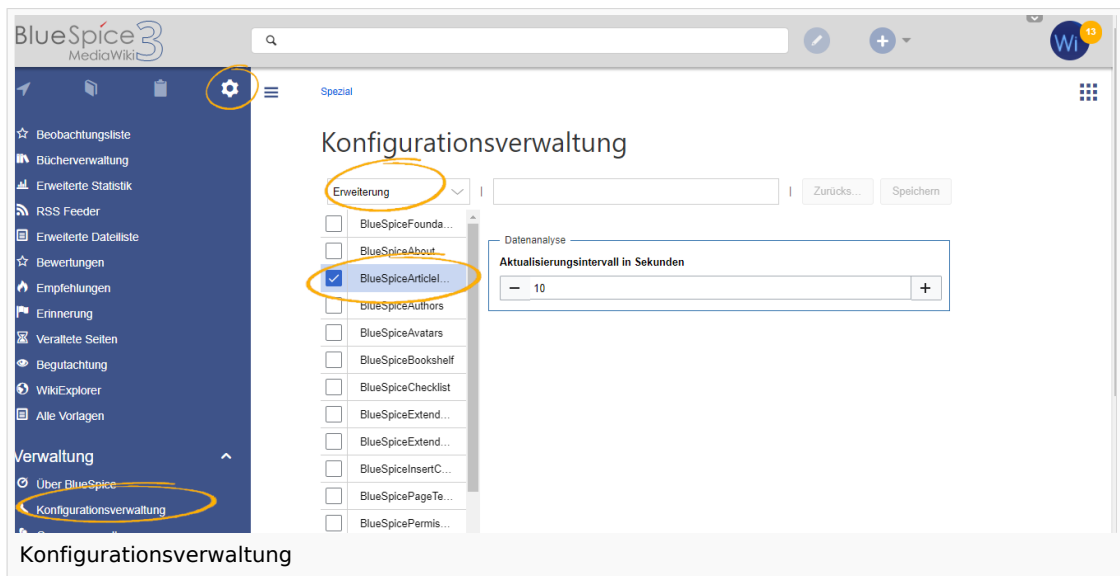 BlueSpice 3
MediaWiki
Wi
13
Spezial
Beobachtungsliste
Bücherverwaltung
Erweiterte Statistik
RSS Feeder
Erweiterte Dateiliste
Bewertungen
Empfehlungen
Erinnerung
Veraltete Seiten
Begutachtung
WikiExplorer
Alle Vorlagen
Verwaltung
Über BlueSpice
Konfigurationsverwaltung
Konfigurationsverwaltung
Erweiterung | | Zurücks... Speichern
BlueSpiceFounda...
BlueSpiceAbout
BlueSpiceArticleI...
BlueSpiceAuthors
BlueSpiceAvatars
BlueSpiceBookshelf
BlueSpiceChecklist
BlueSpiceExtend...
BlueSpiceExtend...
BlueSpiceInsertC...
BlueSpicePageTe...
BlueSpicePermis...
Datenanalyse
Aktualisierungsintervall in Sekunden
− 10 +
Konfigurationsverwaltung